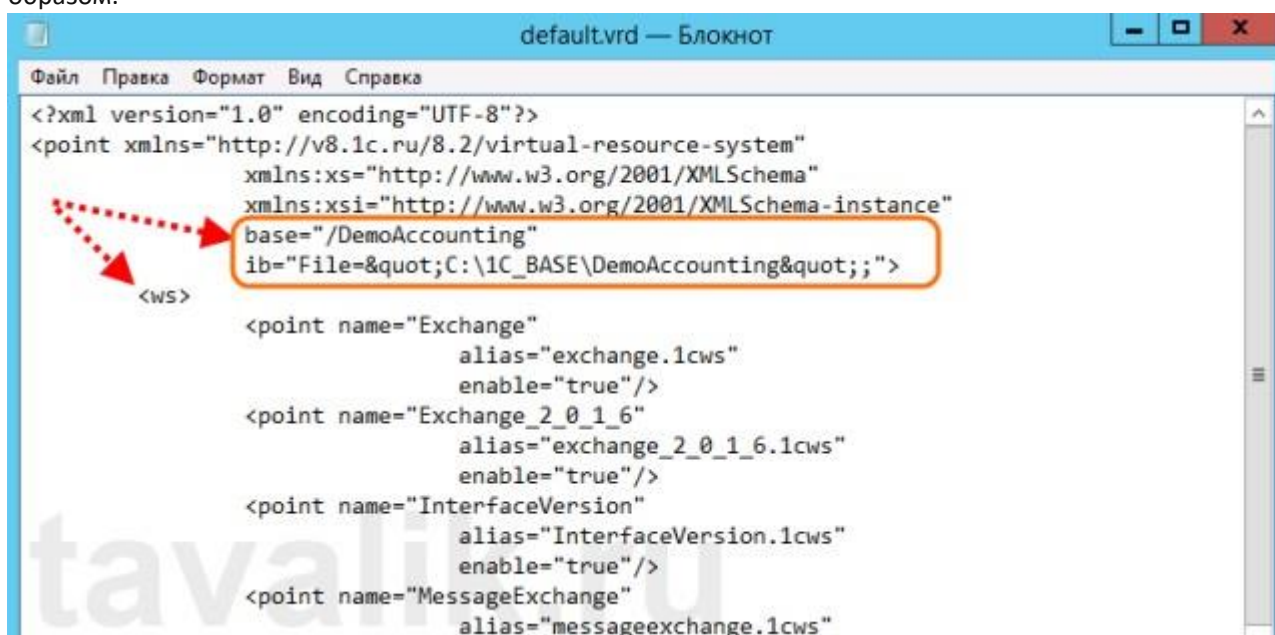 образом:
default.vrd — Блокнот
Файл Правка Формат Вид Справка
<?xml version="1.0" encoding="UTF-8"?>
<point xmlns="http://v8.1c.ru/8.2/virtual-resource-system"
xmlns:xs="http://www.w3.org/2001/XMLSchema"
xmlns:xsi="http://www.w3.org/2001/XMLSchema-instance"
base="/DemoAccounting"
ib="File=&quot;C:\1C_BASE\DemoAccounting&quot;;">
<ws>
<point name="Exchange"
alias="exchange.1cws"
enable="true"/>
<point name="Exchange_2_0_1_6"
alias="exchange_2_0_1_6.1cws"
enable="true"/>
<point name="InterfaceVersion"
alias="InterfaceVersion.1cws"
enable="true"/>
<point name="MessageExchange"
alias="messageexchange.1cws"
tavalik.ru